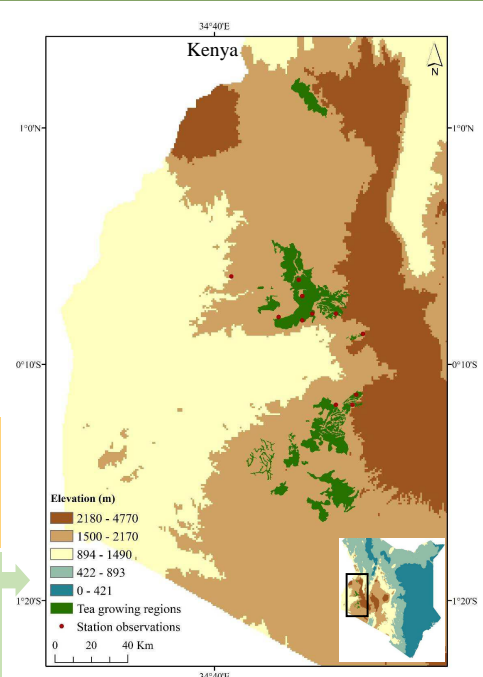 34°40'E
Kenya
N
1°0'N
1°0'N
0°10'S
0°10'S
Elevation (m)
2180 - 4770
1500 - 2170
894 - 1490
422 - 893
0 - 421
Tea growing regions
Station observations
0 20 40 Km
1°20'S
1°20'S
34°40'E